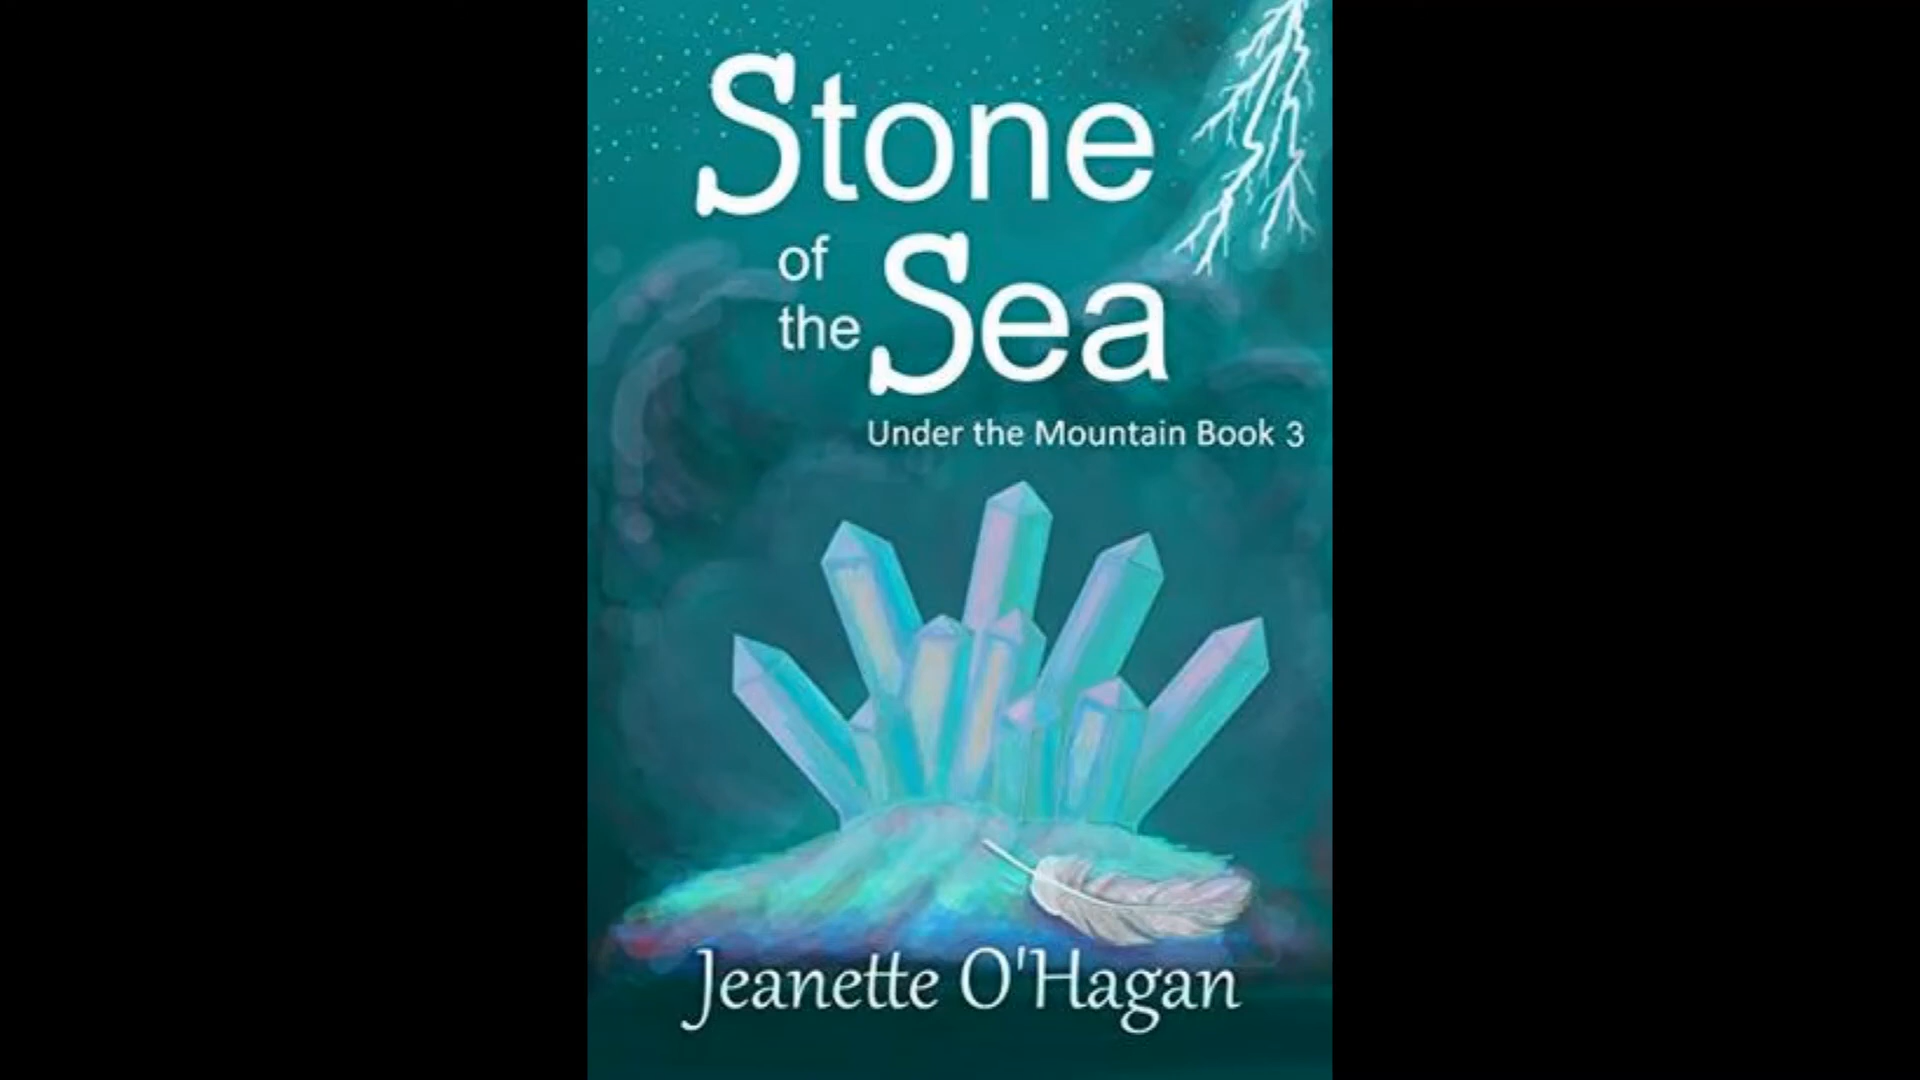 Stone
of
the Sea
Under the Mountain Book 3
Jeanette O'Hagan